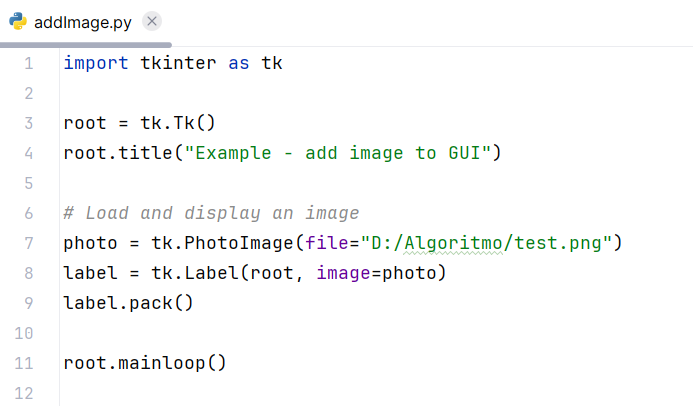 addImage.py
1 import tkinter as tk
2
3 root = tk.Tk()
4 root.title("Example - add image to GUI")
5
6 # Load and display an image
7 photo = tk.PhotoImage(file="D:/Algoritmo/test.png")
8 label = tk.Label(root, image=photo)
9 label.pack()
10
11 root.mainloop()
12